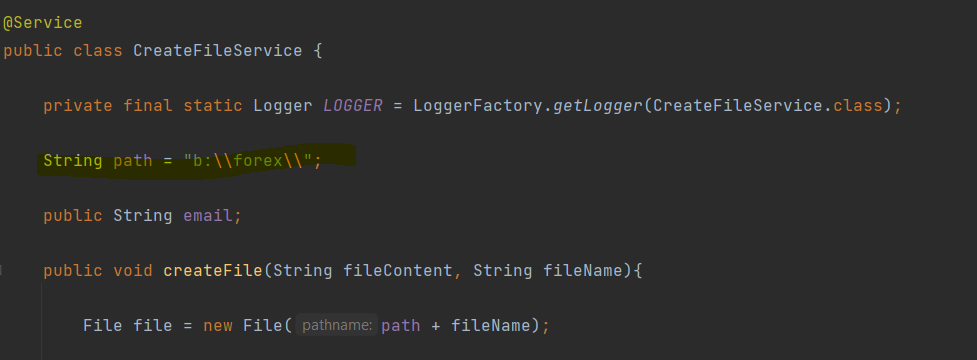 @Service
public class CreateFileService {
private final static Logger LOGGER = LoggerFactory.getLogger(CreateFileService.class);
String path = "b:\\forex\\";
public String email;
public void createFile(String fileContent, String fileName){
File file = new File( pathname: path + fileName);